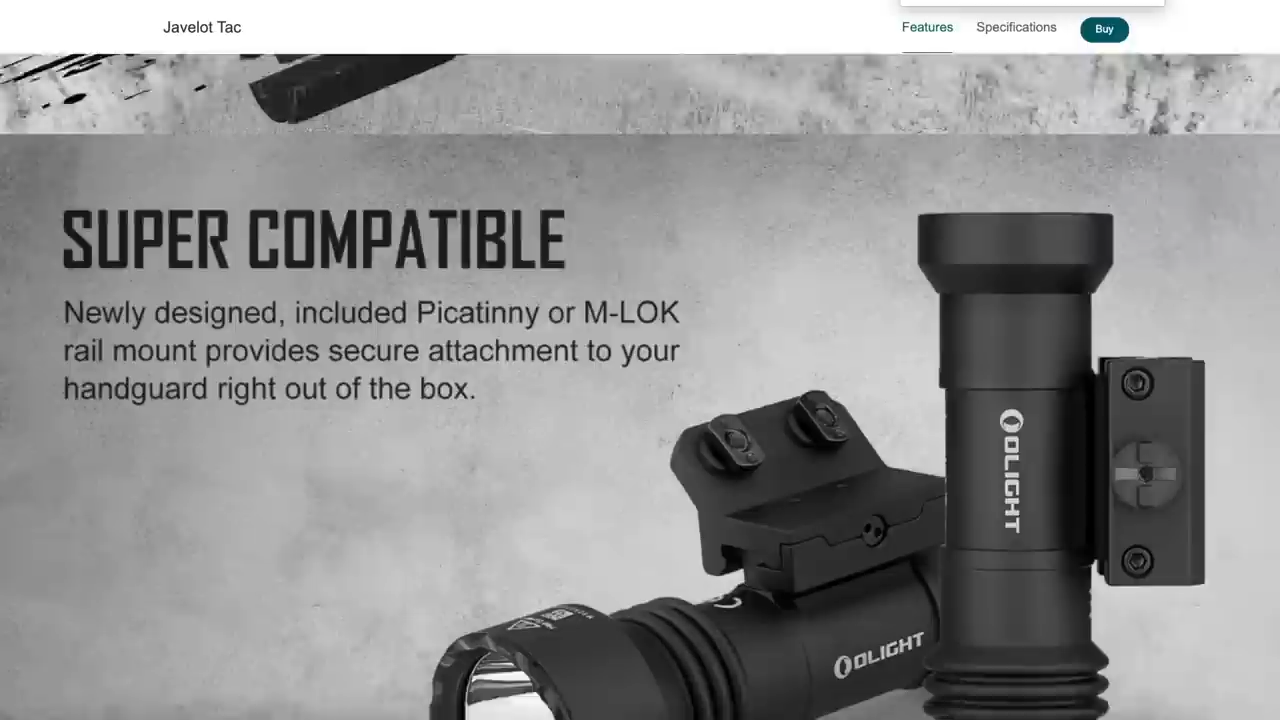 Javelot Tac
Features
Specifications
Buy
SUPER COMPATIBLE
Newly designed, included Picatinny or M-LOK
rail mount provides secure attachment to your
handguard right out of the box.
OLIGHT
OLIGHT